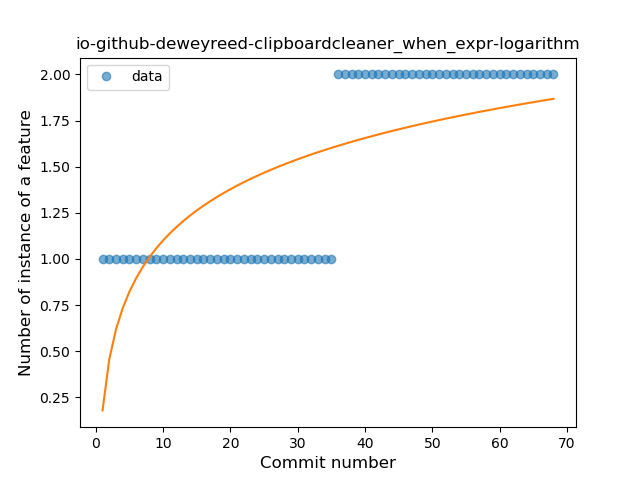 io-github-deweyreed-clipboardcleaner_when_expr-logarithm
data
Number of instance of a feature
2.00
1.75
1.50
1.25
1.00
0.75
0.50
0.25
0 10 20 30 40 50 60 70
Commit number